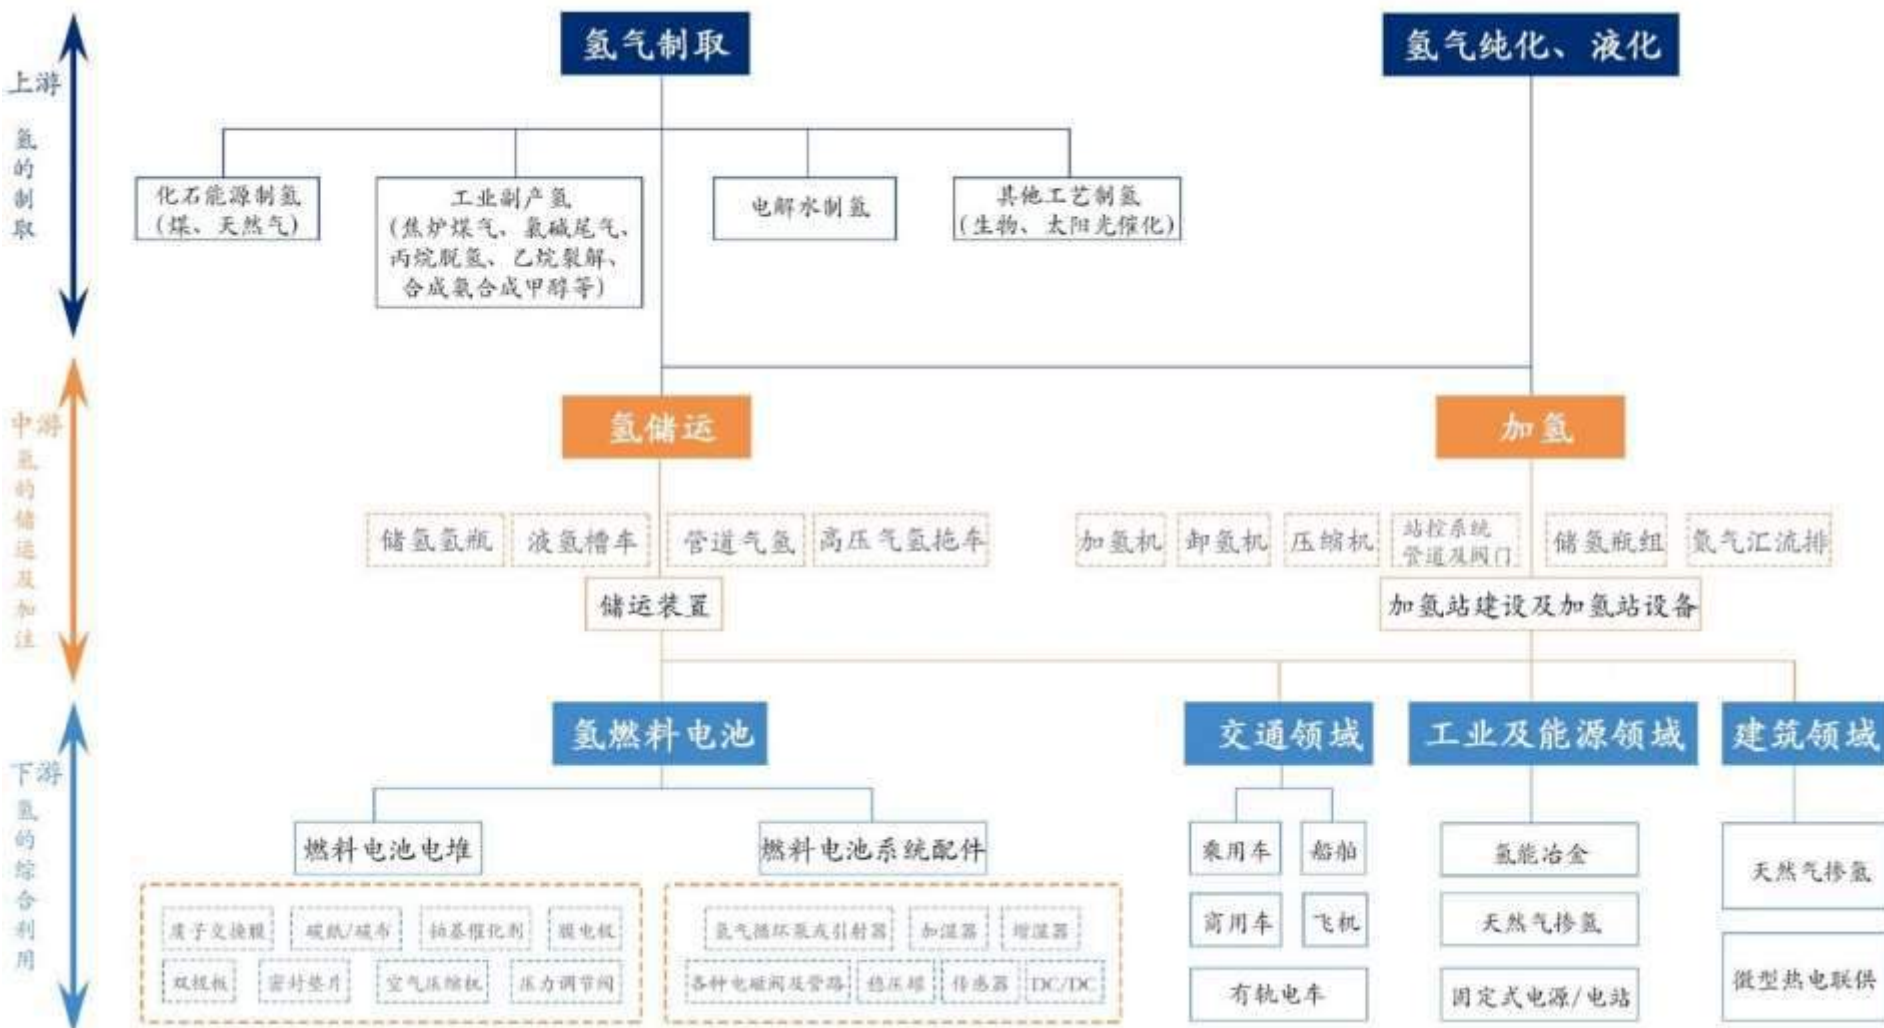 氢气制取
氢气纯化、液化
上游
氢的制取
化石能源制氢
(煤、天然气)
工业副产氢
(焦炉煤气、氯碱尾气、
丙烷脱氢、乙烷裂解、
合成氨合成甲醇等)
电解水制氢
其他工艺制氢
(生物、太阳光催化)
中游
氢的储运及加注
氢储运
加氢
储氢氢瓶
液氢槽车
管道气氢
高压气氢拖车
加氢机
卸氢机
压缩机
站控系统
管道及阀门
储氢瓶组
氮气汇流排
储运装置
加氢站建设及加氢站设备
下游
氢的综合利用
氢燃料电池
交通领域
工业及能源领域
建筑领域
燃料电池电堆
燃料电池系统配件
质子交换膜
碳纸/碳布
铂基催化剂
膜电极
双极板
密封垫片
空气压缩机
压力调节阀
氢气循环泵或引射器
加湿器
增湿器
各种电磁阀及管路
稳压罐
传感器
DC/DC
乘用车
船舶
商用车
飞机
有轨电车
氢能冶金
天然气掺氢
固定式电源/电站
天然气掺氢
微型热电联供